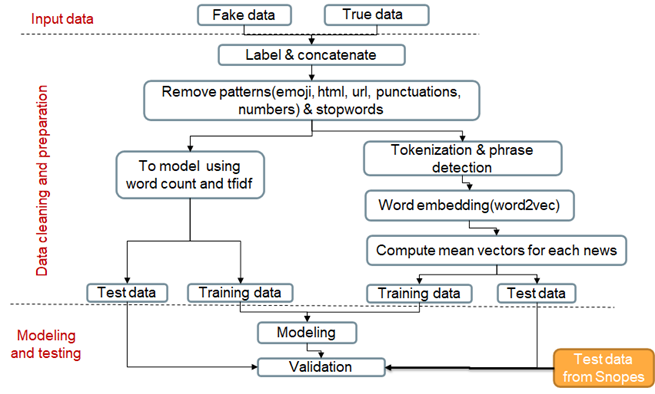 Input data
Fake data
True data
Label & concatenate
Data cleaning and preparation
Remove patterns(emoji, html, url, punctuations,
numbers) & stopwords
To model using
word count and tfidf
Tokenization & phrase
detection
Word embedding(word2vec)
Compute mean vectors for each news
Test data
Training data
Training data
Test data
Modeling
and testing
Modeling
Validation
Test data
from Snopes